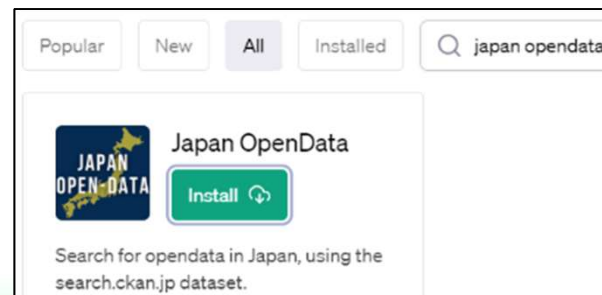 Popular New All Installed japan opendata
Japan OpenData
JAPAN
OPEN-DATA
Install
Search for opendata in Japan, using the
search.ckan.jp dataset.